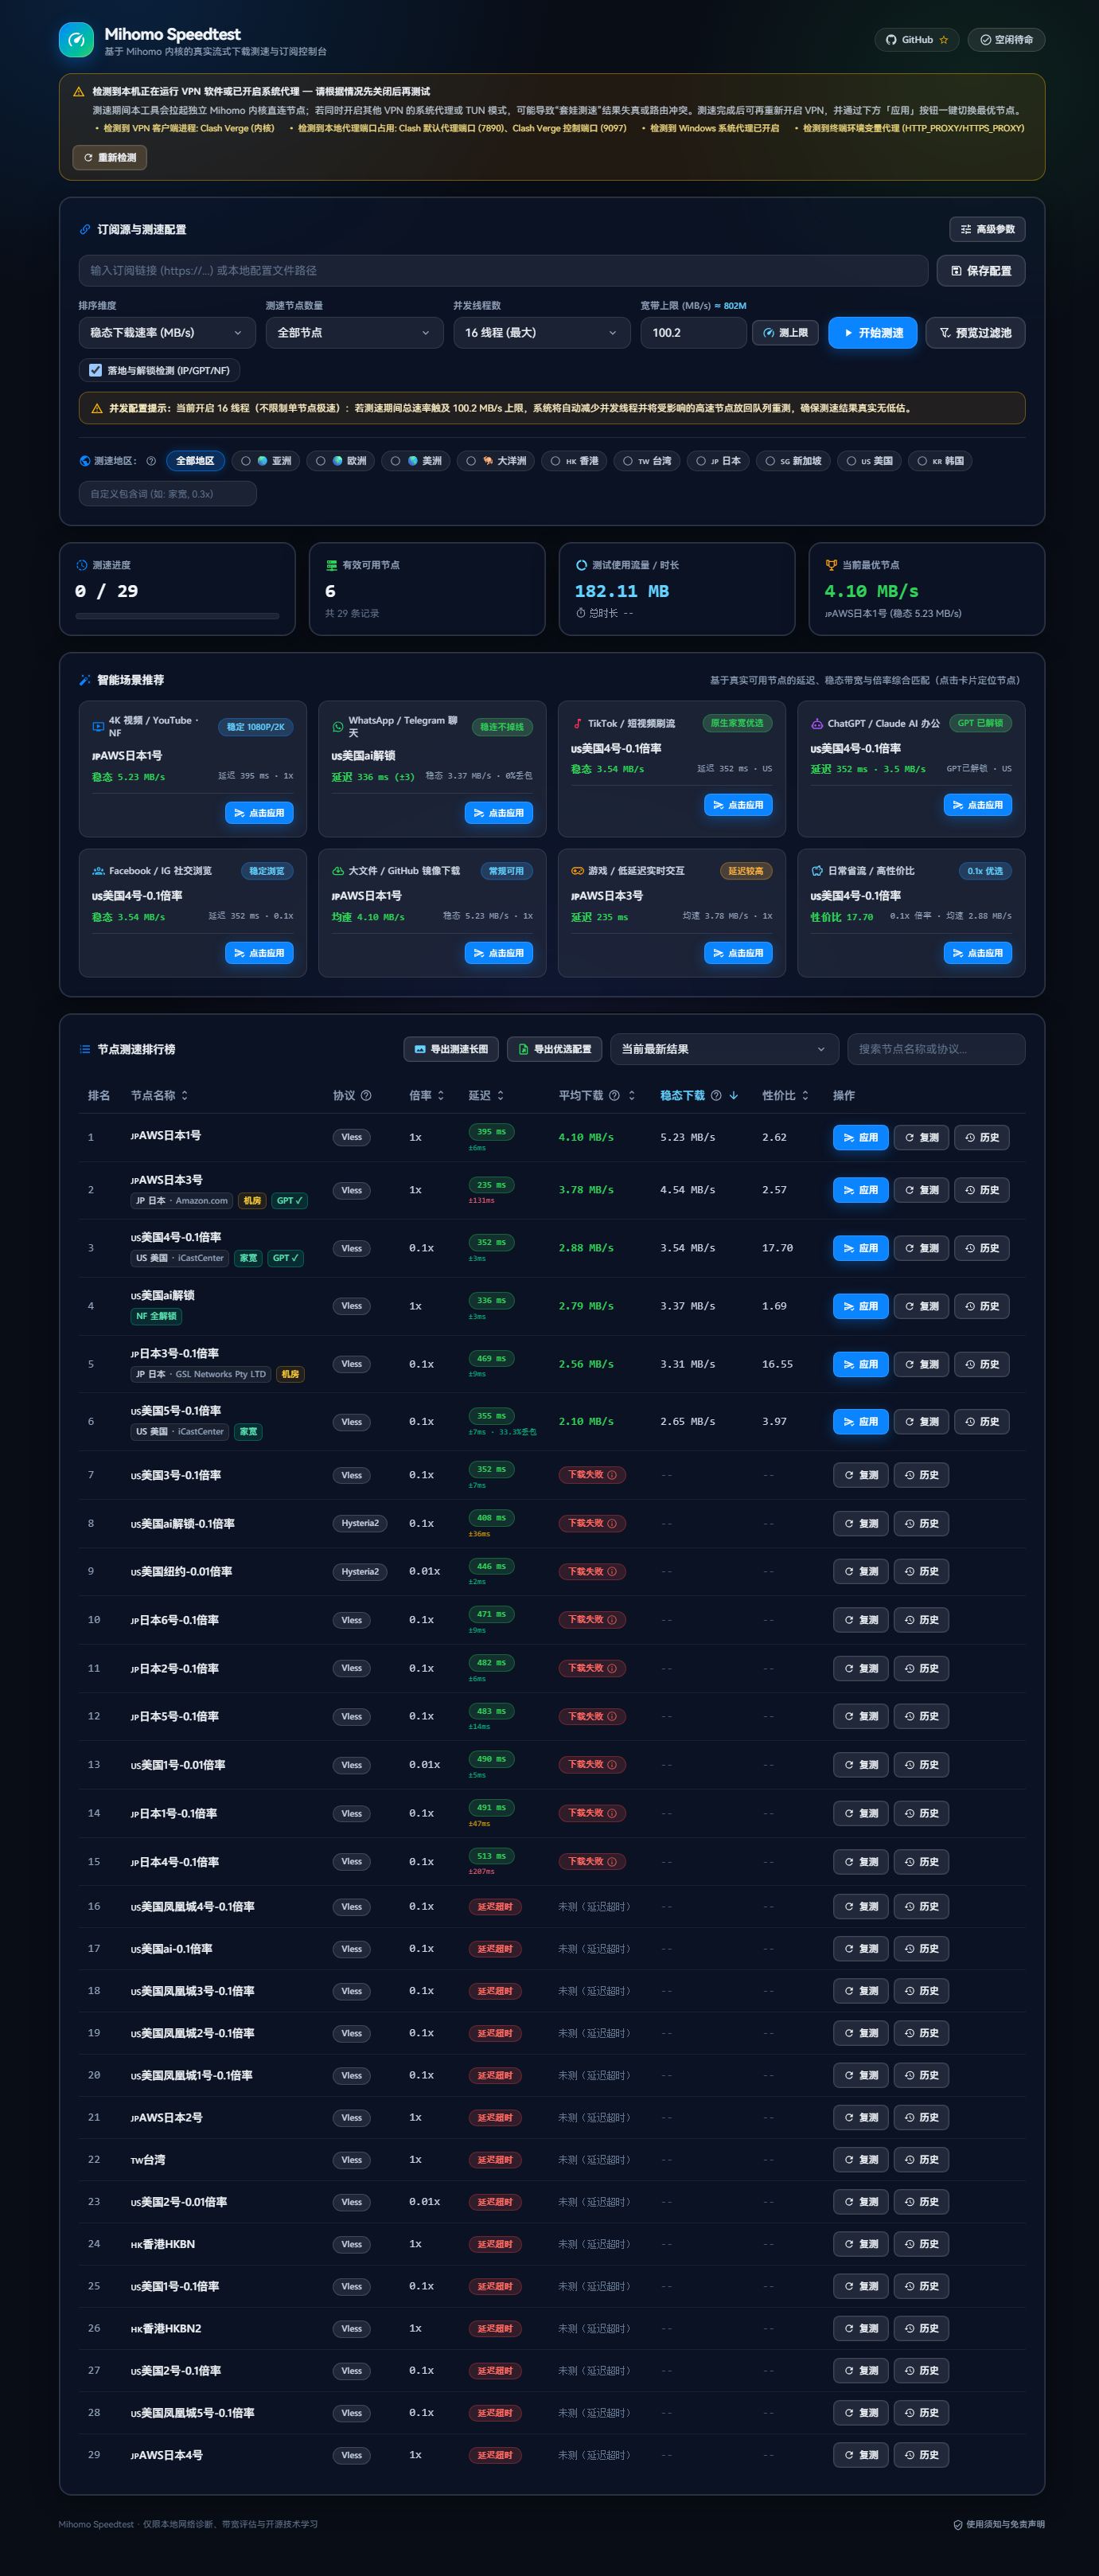 Mihomo Speedtest
基于 Mihomo 内核的真实流式下载测速与订阅控制台
GitHub ☆
空闲待命
检测到本机正在运行 VPN 软件或已开启系统代理 — 请根据情况先关闭后再测试
测速期间本工具会拉起独立 Mihomo 内核直连节点；若同时开启其他 VPN 的系统代理或 TUN 模式，可能导致“套娃测速”结果失真或路由冲突。测速完成后可再重新开启 VPN，并通过下方「应用」按钮一键切换最优节点。
• 检测到 VPN 客户端进程: Clash Verge (内核) • 检测到本地代理端口占用: Clash 默认代理端口 (7890)、Clash Verge 控制端口 (9097) • 检测到 Windows 系统代理已开启 • 检测到终端环境变量代理 (HTTP_PROXY/HTTPS_PROXY)
重新检测
订阅源与测速配置
高级参数
输入订阅链接 (https://...) 或本地配置文件路径
保存配置
排序维度 测速节点数量 并发线程数 宽带上限 (MB/s) ≈ 802M
稳态下载速率 (MB/s) 全部节点 16 线程 (最大) 100.2 测上限 开始测速 预览过滤池
落地与解锁检测 (IP/GPT/NF)
并发配置提示：当前开启 16 线程（不限制单节点极速）：若测速期间总速率触及 100.2 MB/s 上限，系统将自动减少并发线程并将受影响的高速节点放回队列重测，确保测速结果真实无低估。
测速地区： 全部地区 亚洲 欧洲 美洲 大洋洲 HK 香港 TW 台湾 JP 日本 SG 新加坡 US 美国 KR 韩国
自定义包含词 (如: 家宽, 0.3x)
测速进度 有效可用节点 测试使用流量 / 时长 当前最优节点
0 / 29 6 182.11 MB 4.10 MB/s
共 29 条记录 总时长 -- JPAWS日本1号 (稳态 5.23 MB/s)
智能场景推荐
基于真实可用节点的延迟、稳态带宽与倍率综合匹配（点击卡片定位节点）
4K 视频 / YouTube · NF 稳定 1080P/2K
JPAWS日本1号
稳态 5.23 MB/s 延迟 395 ms · 1x
点击应用
WhatsApp / Telegram 聊天 稳连不掉线
US美国ai解锁
延迟 336 ms (±3) 稳态 3.37 MB/s · 0%丢包
点击应用
TikTok / 短视频刷流 原生家宽优选
US美国4号-0.1倍率
稳态 3.54 MB/s 延迟 352 ms · US
点击应用
ChatGPT / Claude AI 办公 GPT 已解锁
US美国4号-0.1倍率
延迟 352 ms · 3.5 MB/s GPT已解锁 · US
点击应用
Facebook / IG 社交浏览 稳定浏览
US美国4号-0.1倍率
稳态 3.54 MB/s 延迟 352 ms · 0.1x
点击应用
大文件 / GitHub 镜像下载 常规可用
JPAWS日本1号
均速 4.10 MB/s 稳态 5.23 MB/s · 1x
点击应用
游戏 / 低延迟实时交互 延迟较高
JPAWS日本3号
延迟 235 ms 均速 3.78 MB/s · 1x
点击应用
日常省流 / 高性价比 0.1x 优选
US美国4号-0.1倍率
性价比 17.70 0.1x 倍率 · 均速 2.88 MB/s
点击应用
节点测速排行榜
导出测速长图 导出优选配置 当前最新结果 搜索节点名称或协议...
排名 节点名称 协议 倍率 延迟 平均下载 稳态下载 性价比 操作
1 JPAWS日本1号 Vless 1x 395 ms ±6ms 4.10 MB/s 5.23 MB/s 2.62 应用 复测 历史
2 JPAWS日本3号 JP 日本 · Amazon.com 机房 GPT ✓ Vless 1x 235 ms ±131ms 3.78 MB/s 4.54 MB/s 2.57 应用 复测 历史
3 US美国4号-0.1倍率 US 美国 · iCastCenter 家宽 GPT ✓ Vless 0.1x 352 ms ±3ms 2.88 MB/s 3.54 MB/s 17.70 应用 复测 历史
4 US美国ai解锁 NF 全解锁 Vless 1x 336 ms ±3ms 2.79 MB/s 3.37 MB/s 1.69 应用 复测 历史
5 JP日本3号-0.1倍率 JP 日本 · GSL Networks Pty LTD 机房 Vless 0.1x 469 ms ±9ms 2.56 MB/s 3.31 MB/s 16.55 应用 复测 历史
6 US美国5号-0.1倍率 US 美国 · iCastCenter 家宽 Vless 0.1x 355 ms ±7ms · 33.3%丢包 2.10 MB/s 2.65 MB/s 3.97 应用 复测 历史
7 US美国3号-0.1倍率 Vless 0.1x 352 ms ±7ms 下载失败 -- -- 复测 历史
8 US美国ai解锁-0.1倍率 Hysteria2 0.1x 408 ms ±36ms 下载失败 -- -- 复测 历史
9 US美国纽约-0.01倍率 Hysteria2 0.01x 446 ms ±2ms 下载失败 -- -- 复测 历史
10 JP日本6号-0.1倍率 Vless 0.1x 471 ms ±9ms 下载失败 -- -- 复测 历史
11 JP日本2号-0.1倍率 Vless 0.1x 482 ms ±6ms 下载失败 -- -- 复测 历史
12 JP日本5号-0.1倍率 Vless 0.1x 483 ms ±14ms 下载失败 -- -- 复测 历史
13 US美国1号-0.01倍率 Vless 0.01x 490 ms ±5ms 下载失败 -- -- 复测 历史
14 JP日本1号-0.1倍率 Vless 0.1x 491 ms ±47ms 下载失败 -- -- 复测 历史
15 JP日本4号-0.1倍率 Vless 0.1x 513 ms ±207ms 下载失败 -- -- 复测 历史
16 US美国凤凰城4号-0.1倍率 Vless 0.1x 延迟超时 未测（延迟超时） -- -- 复测 历史
17 US美国ai-0.1倍率 Vless 0.1x 延迟超时 未测（延迟超时） -- -- 复测 历史
18 US美国凤凰城3号-0.1倍率 Vless 0.1x 延迟超时 未测（延迟超时） -- -- 复测 历史
19 US美国凤凰城2号-0.1倍率 Vless 0.1x 延迟超时 未测（延迟超时） -- -- 复测 历史
20 US美国凤凰城1号-0.1倍率 Vless 0.1x 延迟超时 未测（延迟超时） -- -- 复测 历史
21 JPAWS日本2号 Vless 1x 延迟超时 未测（延迟超时） -- -- 复测 历史
22 TW台湾 Vless 1x 延迟超时 未测（延迟超时） -- -- 复测 历史
23 US美国2号-0.01倍率 Vless 0.01x 延迟超时 未测（延迟超时） -- -- 复测 历史
24 HK香港HKBN Vless 1x 延迟超时 未测（延迟超时） -- -- 复测 历史
25 US美国1号-0.1倍率 Vless 0.1x 延迟超时 未测（延迟超时） -- -- 复测 历史
26 HK香港HKBN2 Vless 1x 延迟超时 未测（延迟超时） -- -- 复测 历史
27 US美国2号-0.1倍率 Vless 0.1x 延迟超时 未测（延迟超时） -- -- 复测 历史
28 US美国凤凰城5号-0.1倍率 Vless 0.1x 延迟超时 未测（延迟超时） -- -- 复测 历史
29 JPAWS日本4号 Vless 1x 延迟超时 未测（延迟超时） -- -- 复测 历史
Mihomo Speedtest · 仅限本地网络诊断、带宽评估与开源技术学习
使用须知与免责声明